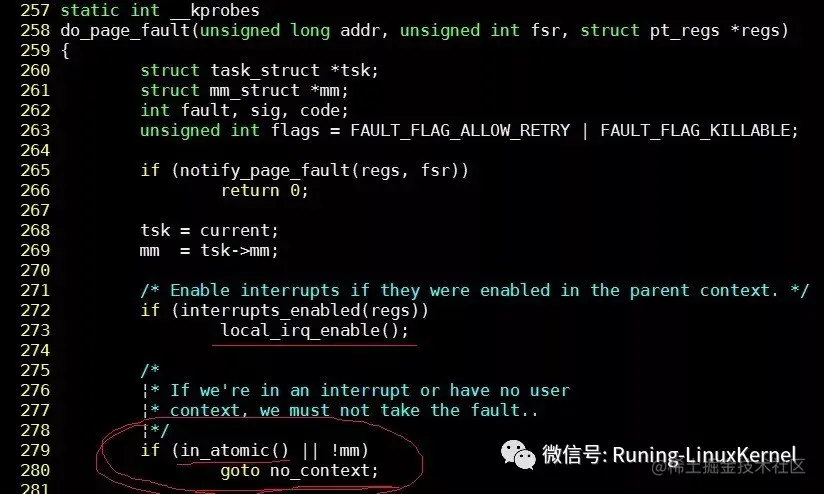 257 static int __kprobes
258 do_page_fault(unsigned long addr, unsigned int fsr, struct pt_regs *regs)
259 {
260         struct task_struct *tsk;
261         struct mm_struct *mm;
262         int fault, sig, code;
263         unsigned int flags = FAULT_FLAG_ALLOW_RETRY | FAULT_FLAG_KILLABLE;
264
265         if (notify_page_fault(regs, fsr))
266                 return 0;
267
268         tsk = current;
269         mm  = tsk->mm;
270
271         /* Enable interrupts if they were enabled in the parent context. */
272         if (interrupts_enabled(regs))
273                 local_irq_enable();
274
275         /*
276         ¦* If we're in an interrupt or have no user
277         ¦* context, we must not take the fault..
278         ¦*/
279         if (in_atomic() || !mm)
280                 goto no_context;
281
微信号: Runing-LinuxKernel
@稀土掘金技术社区